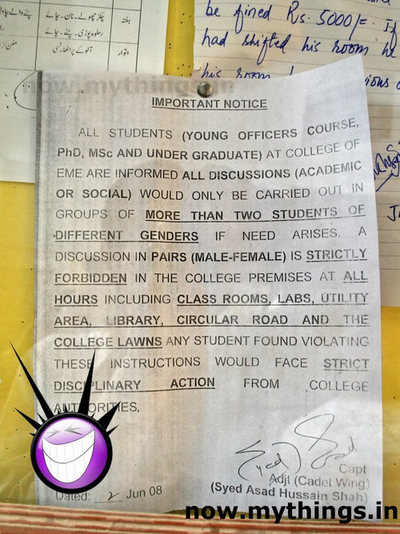 be fined Rs. 5000/=. If
had shifted his room he
his room
now.mythings.in
IMPORTANT NOTICE
ALL STUDENTS (YOUNG OFFICERS COURSE,
PhD, MSc AND UNDER GRADUATE) AT COLLEGE OF
EME ARE INFORMED ALL DISCUSSIONS (ACADEMIC
OR SOCIAL) WOULD ONLY BE CARRIED OUT IN
GROUPS OF MORE THAN TWO STUDENTS OF
DIFFERENT GENDERS IF NEED ARISES. A
DISCUSSION IN PAIRS (MALE-FEMALE) IS STRICTLY
FORBIDDEN IN THE COLLEGE PREMISES AT ALL
HOURS INCLUDING CLASS ROOMS, LABS, UTILITY
AREA, LIBRARY, CIRCULAR ROAD AND THE
COLLEGE LAWNS ANY STUDENT FOUND VIOLATING
THESE INSTRUCTIONS WOULD FACE STRICT
DISCIPLINARY ACTION FROM COLLEGE
AUTHORITIES.
Capt
Adjt (Cadet Wing)
(Syed Asad Hussain Shah)
Dated: 2 Jun 08
now.mythings.in